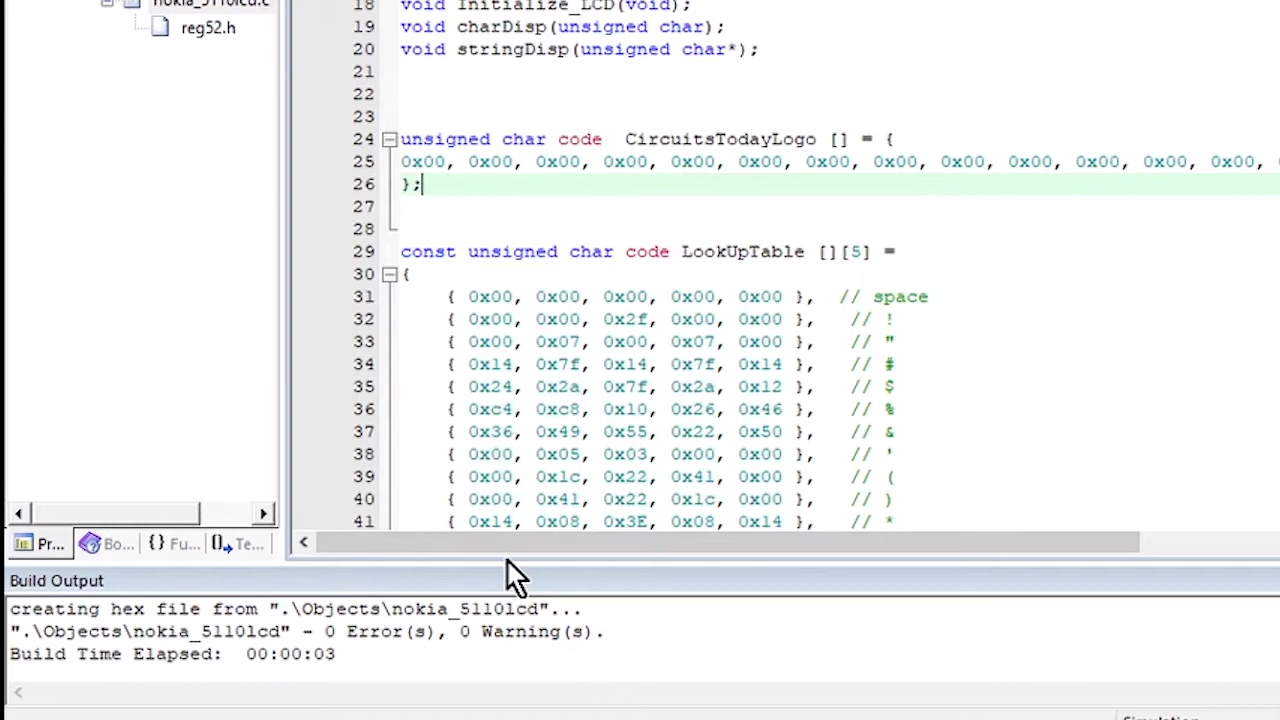 nokia_5110lcd.c
reg52.h
18 void Initialize_LCD(void);
19 void charDisp(unsigned char);
20 void stringDisp(unsigned char*);
21
22
23
24 unsigned char code  CircuitsTodayLogo [] = {
25 0x00, 0x00, 0x00, 0x00, 0x00, 0x00, 0x00, 0x00, 0x00, 0x00, 0x00, 0x00, 0x00,
26 };
27
28
29 const unsigned char code LookUpTable [][5] =
30 {
31 { 0x00, 0x00, 0x00, 0x00, 0x00 },  // space
32 { 0x00, 0x00, 0x2f, 0x00, 0x00 },   // !
33 { 0x00, 0x07, 0x00, 0x07, 0x00 },   // "
34 { 0x14, 0x7f, 0x14, 0x7f, 0x14 },   // #
35 { 0x24, 0x2a, 0x7f, 0x2a, 0x12 },   // $
36 { 0xc4, 0xc8, 0x10, 0x26, 0x46 },   // %
37 { 0x36, 0x49, 0x55, 0x22, 0x50 },   // &
38 { 0x00, 0x05, 0x03, 0x00, 0x00 },   // '
39 { 0x00, 0x1c, 0x22, 0x41, 0x00 },   // (
40 { 0x00, 0x41, 0x22, 0x1c, 0x00 },   // )
41 { 0x14, 0x08, 0x3E, 0x08, 0x14 },   // *
Pr... Bo... {} Fu... Te...
Build Output
creating hex file from ".\Objects\nokia_5110lcd"...
".\Objects\nokia_5110lcd" - 0 Error(s), 0 Warning(s).
Build Time Elapsed:  00:00:03